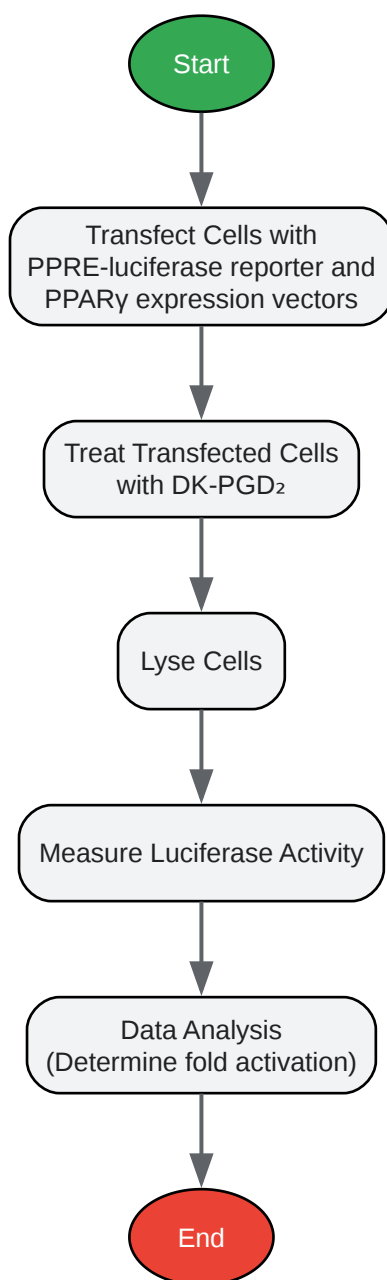 Start
Transfect Cells with
PPRE-luciferase reporter and
PPARγ expression vectors
Treat Transfected Cells
with DK-PGD₂
Lyse Cells
Measure Luciferase Activity
Data Analysis
(Determine fold activation)
End